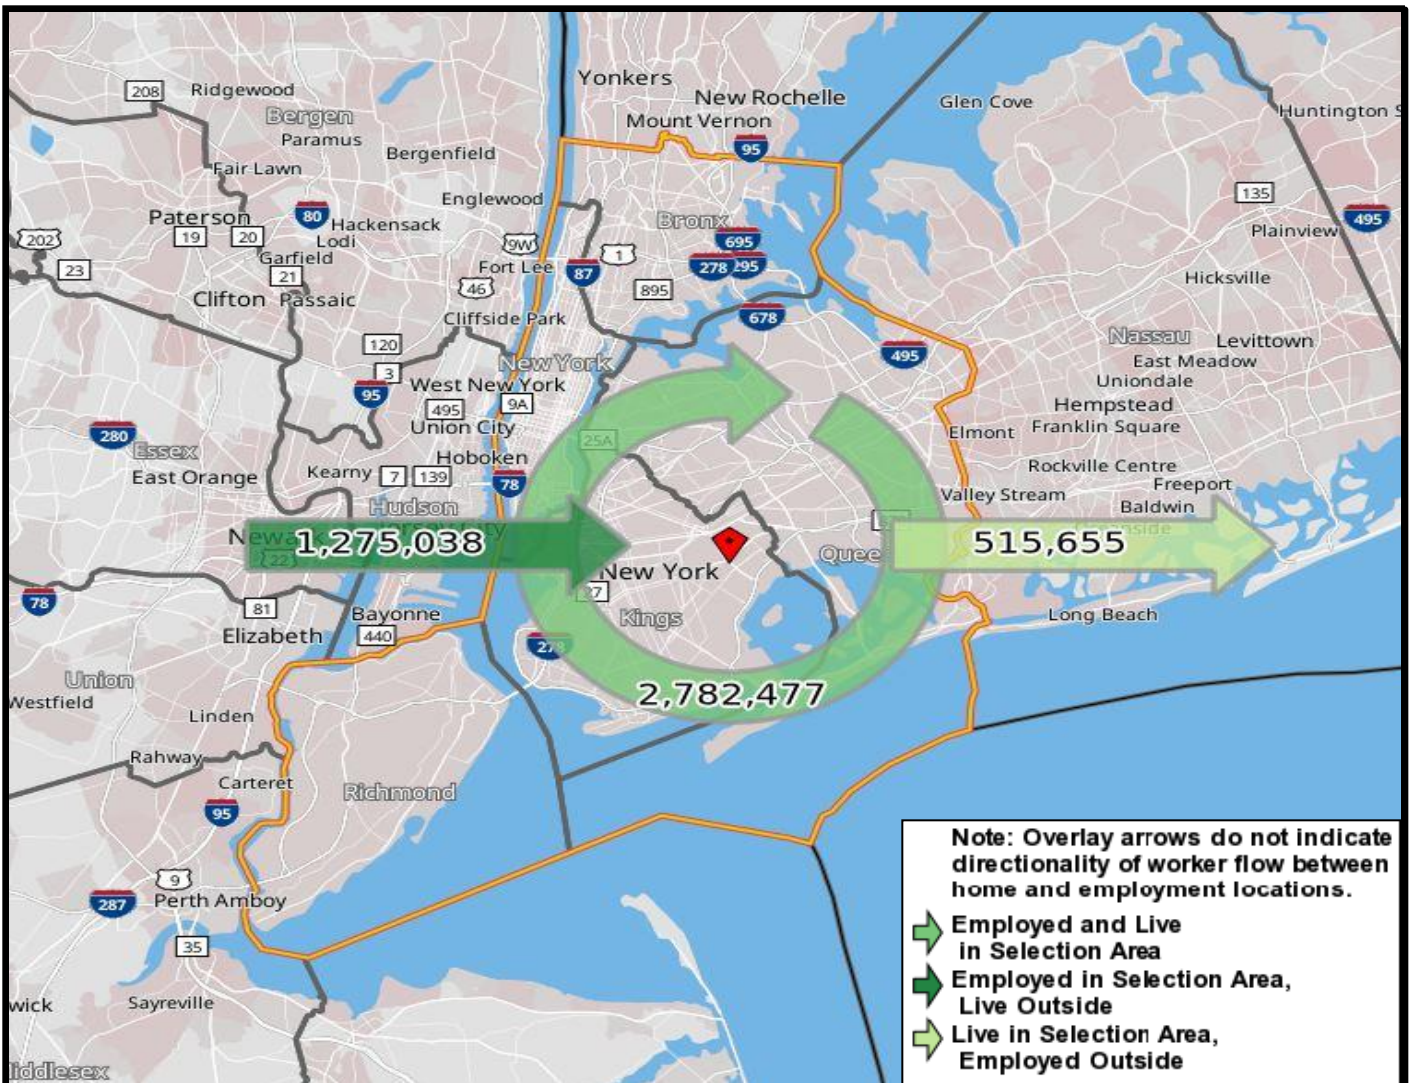 Yonkers
208
Ridgewood
New Rochelle
Glen Cove
Huntington S
Bergen
Mount Vernon
Paramus
95
Bergenfield
Fair Lawn
135
Englewood
80
Paterson
Hackensack
Bronx
495
202
19
20
Lodi
9W
695
Plainview
Garfield
1
23
21
Fort Lee
87
278
295
Hicksville
46
895
Clifton
Passaic
Cliffside Park
678
Nassau
Levittown
120
New York
495
East Meadow
3
Uniondale
95
West New York
495
9A
Hempstead
Union City
Elmont
Franklin Square
280
25A
Essex
Hoboken
Rockville Centre
East Orange
Kearny
7
139
78
Freeport
Valley Stream
Hudson
Baldwin
Oceanside
1,275,038
515,655
22
Quee
New York
27
78
81
Bayonne
Kings
Long Beach
Elizabeth
440
278
Union
2,782,477
Westfield
Linden
Rahway
Carteret
Richmond
95
9
287
Perth Amboy
35
wick
Sayreville
iddlesex
Note: Overlay arrows do not indicate
directionality of worker flow between
home and employment locations.
Employed and Live
in Selection Area
Employed in Selection Area,
Live Outside
Live in Selection Area,
Employed Outside